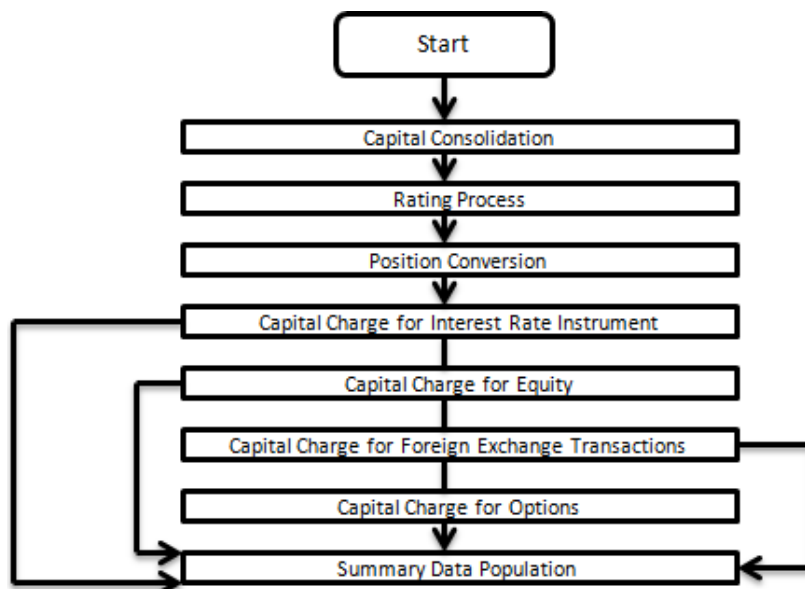 Start
Capital Consolidation
Rating Process
Position Conversion
Capital Charge for Interest Rate Instrument
Capital Charge for Equity
Capital Charge for Foreign Exchange Transactions
Capital Charge for Options
Summary Data Population